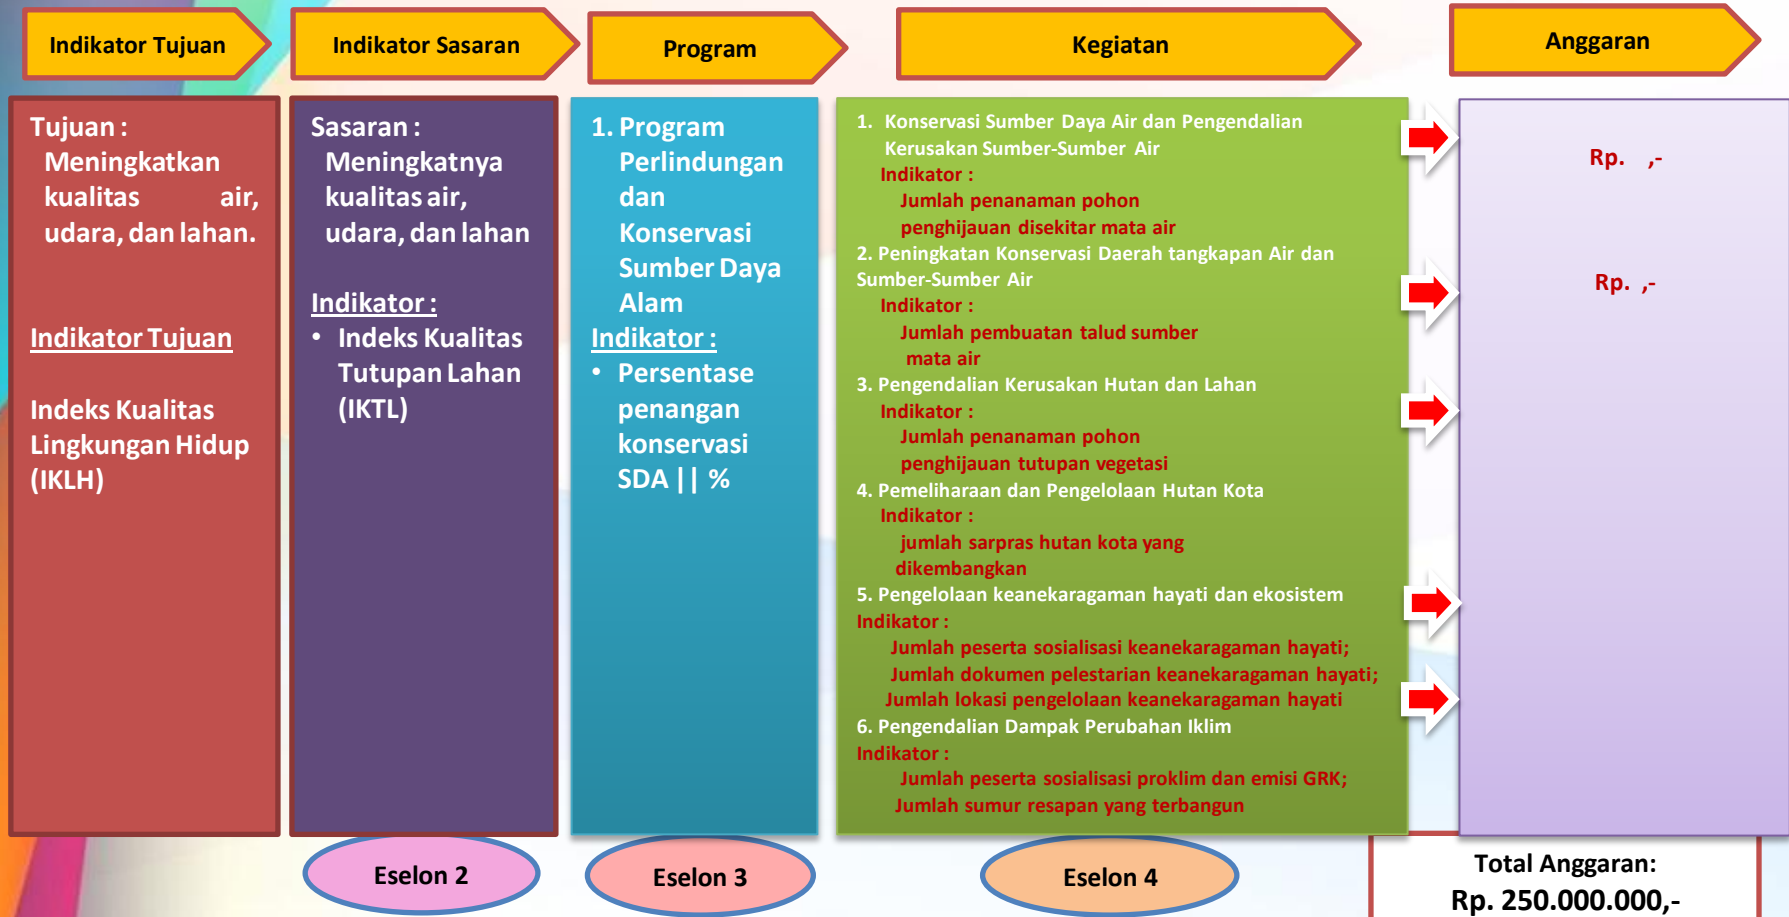 Indikator Tujuan
Indikator Sasaran
Program
Kegiatan
Anggaran
Tujuan :
Meningkatkan
kualitas air,
udara, dan lahan.
Indikator Tujuan
Indeks Kualitas
Lingkungan Hidup
(IKLH)
Sasaran :
Meningkatnya
kualitas air,
udara, dan lahan
Indikator :
• Indeks Kualitas
Tutupan Lahan
(IKTL)
1. Program
Perlindungan
dan
Konservasi
Sumber Daya
Alam
Indikator :
• Persentase
penangan
konservasi
SDA || %
1. Konservasi Sumber Daya Air dan Pengendalian
Kerusakan Sumber-Sumber Air
Indikator :
Jumlah penanaman pohon
penghijauan disekitar mata air
2. Peningkatan Konservasi Daerah tangkapan Air dan
Sumber-Sumber Air
Indikator :
Jumlah pembuatan talud sumber
mata air
3. Pengendalian Kerusakan Hutan dan Lahan
Indikator :
Jumlah penanaman pohon
penghijauan tutupan vegetasi
4. Pemeliharaan dan Pengelolaan Hutan Kota
Indikator :
jumlah sarpras hutan kota yang
dikembangkan
5. Pengelolaan keanekaragaman hayati dan ekosistem
Indikator :
Jumlah peserta sosialisasi keanekaragaman hayati;
Jumlah dokumen pelestarian keanekaragaman hayati;
Jumlah lokasi pengelolaan keanekaragaman hayati
6. Pengendalian Dampak Perubahan Iklim
Indikator :
Jumlah peserta sosialisasi proklim dan emisi GRK;
Jumlah sumur resapan yang terbangun
Rp. ,-
Rp. ,-
Eselon 2
Eselon 3
Eselon 4
Total Anggaran:
Rp. 250.000.000,-